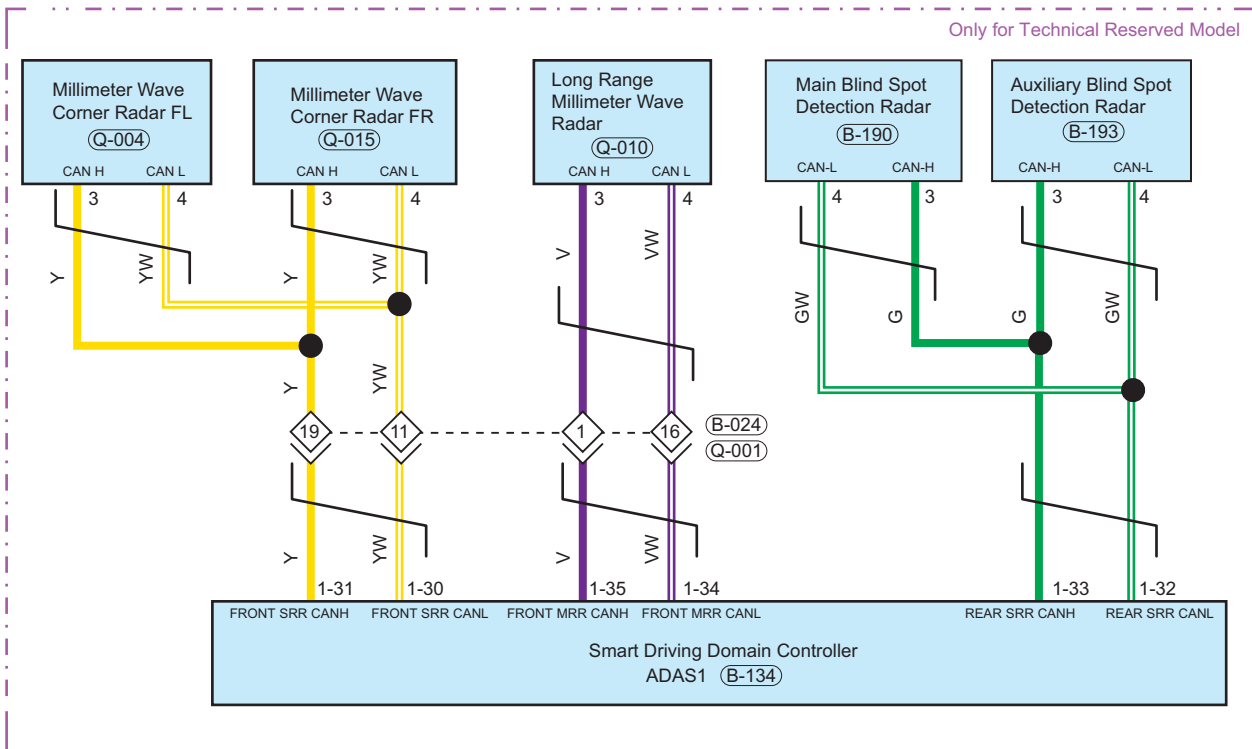 Only for Technical Reserved Model
Millimeter Wave
Corner Radar FL
Q-004
CAN H
CAN L
3
4
Millimeter Wave
Corner Radar FR
Q-015
CAN H
CAN L
3
4
Long Range
Millimeter Wave
Radar
Q-010
CAN H
CAN L
3
4
Main Blind Spot
Detection Radar
B-190
CAN-L
CAN-H
4
3
Auxiliary Blind Spot
Detection Radar
B-193
CAN-H
CAN-L
3
4
Y
YW
Y
YW
V
VW
GW
G
G
GW
Y
YW
19
11
1
16
B-024
Q-001
Y
YW
V
VW
1-31
1-30
1-35
1-34
1-33
1-32
FRONT SRR CANH
FRONT SRR CANL
FRONT MRR CANH
FRONT MRR CANL
REAR SRR CANH
REAR SRR CANL
Smart Driving Domain Controller
ADAS1
B-134